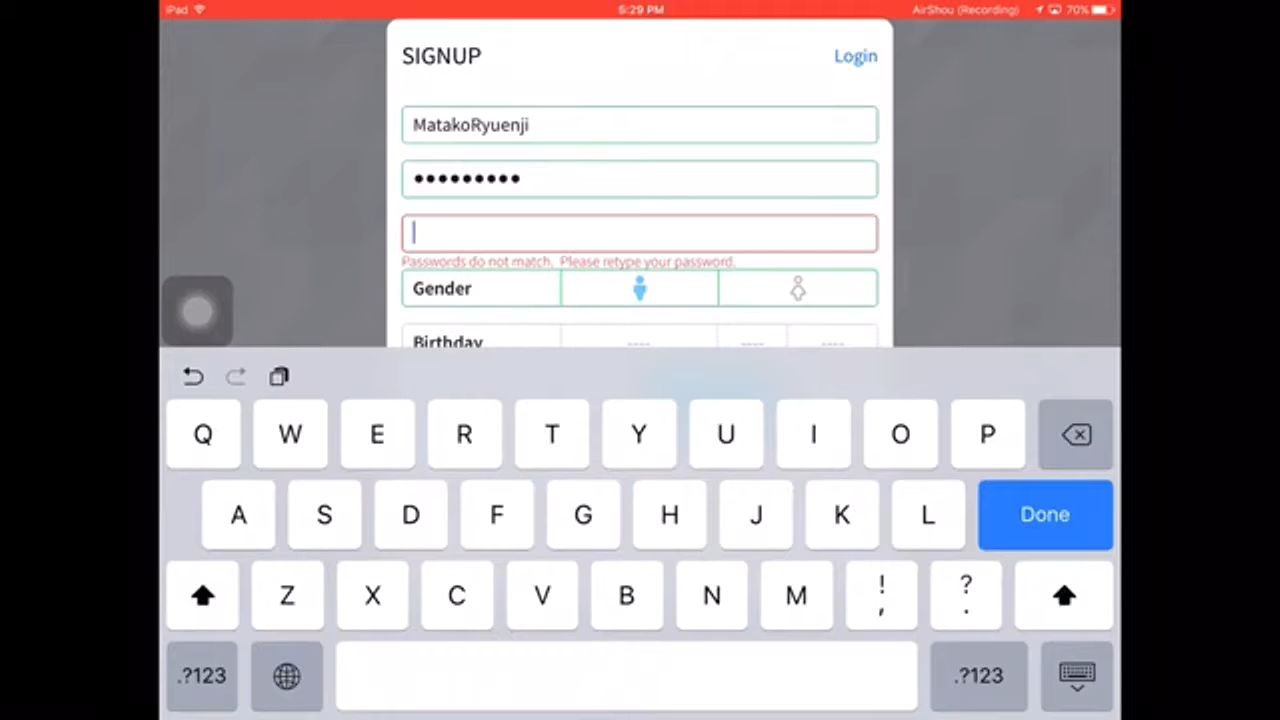 iPad 5:29 PM AirShou (Recording) 70%
SIGNUP Login
MatakoRyuenji
●●●●●●●●●
Passwords do not match. Please retype your password.
Gender
Birthday ---- ---- ----
Q W E R T Y U I O P
A S D F G H J K L Done
Z X C V B N M ! , ? .
.?123 .?123